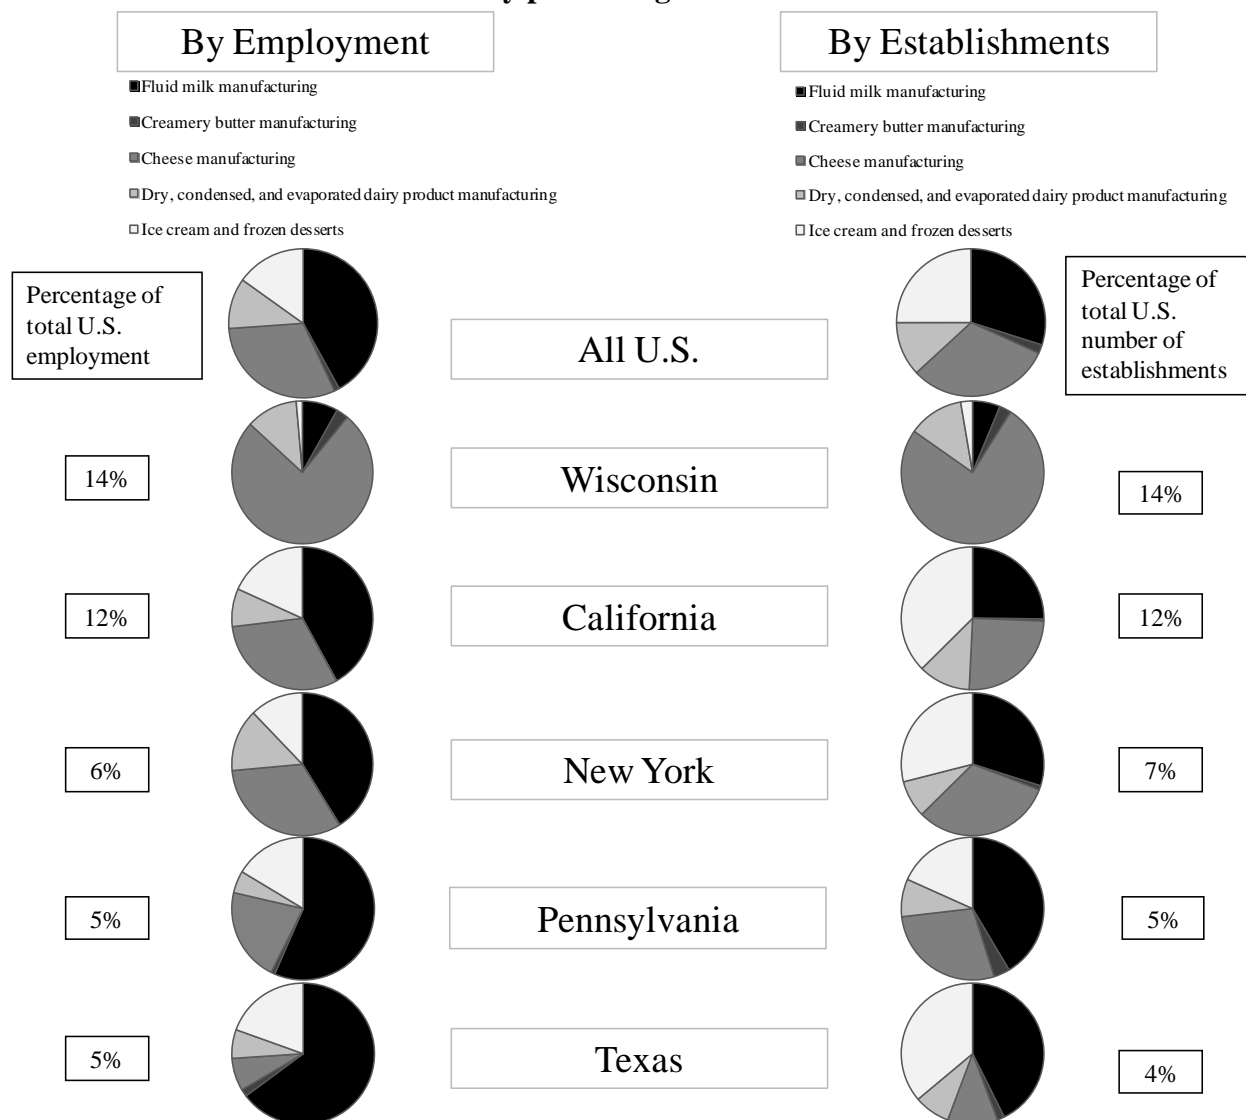 By Employment
By Establishments
Fluid milk manufacturing
Creamery butter manufacturing
Cheese manufacturing
Dry, condensed, and evaporated dairy product manufacturing
Ice cream and frozen desserts
Fluid milk manufacturing
Creamery butter manufacturing
Cheese manufacturing
Dry, condensed, and evaporated dairy product manufacturing
Ice cream and frozen desserts
Percentage of
total U.S.
employment
All U.S.
Percentage of
total U.S.
number of
establishments
14%
Wisconsin
14%
12%
California
12%
6%
New York
7%
5%
Pennsylvania
5%
5%
Texas
4%